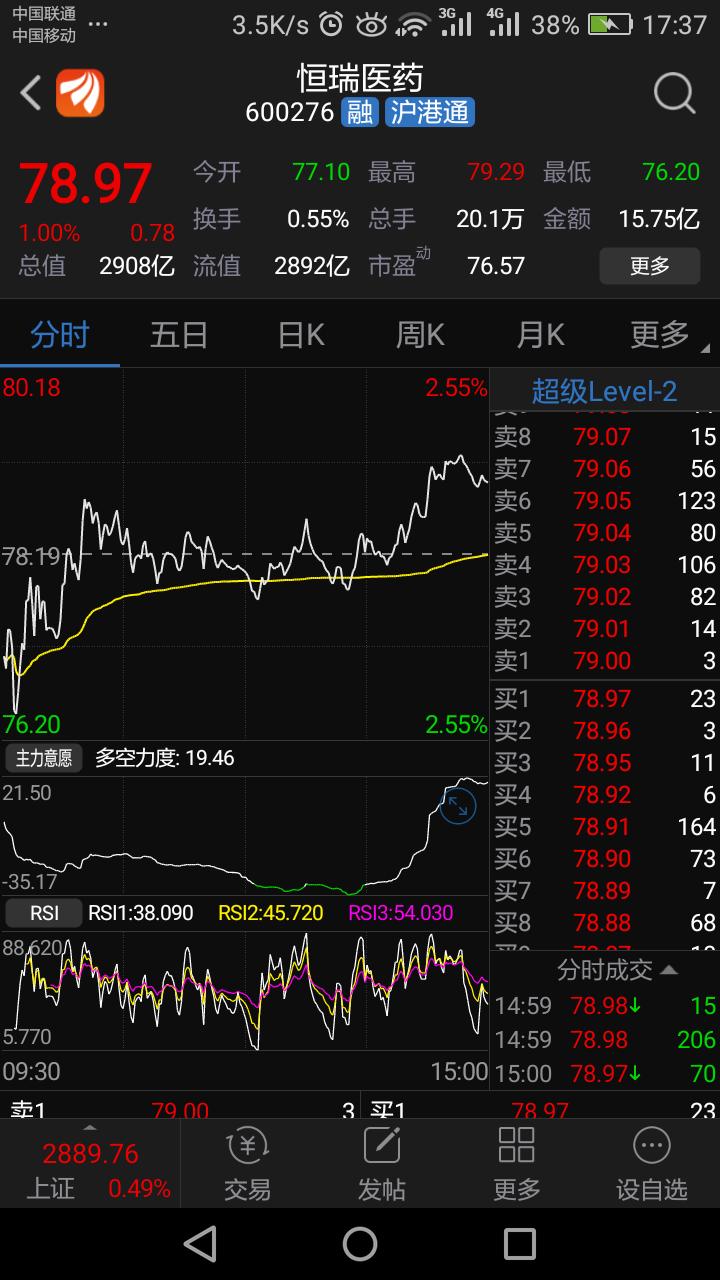 中国联通
中国移动 ... 3.5K/s 3G 4G 38% 17:37
恒瑞医药
600276 融 沪港通
78.97 今开 77.10 最高 79.29 最低 76.20
换手 0.55% 总手 20.1万 金额 15.75亿
1.00% 0.78
总值 2908亿 流值 2892亿 市盈动 76.57 更多
分时 五日 日K 周K 月K 更多
80.18 2.55%
78.19
76.20 2.55%
主力意愿 多空力度: 19.46
21.50
-35.17
RSI RSI1:38.090 RSI2:45.720 RSI3:54.030
88.620
5.770
09:30 15:00
超级Level-2
卖8 79.07 15
卖7 79.06 56
卖6 79.05 123
卖5 79.04 80
卖4 79.03 106
卖3 79.02 82
卖2 79.01 14
卖1 79.00 3
买1 78.97 23
买2 78.96 3
买3 78.95 11
买4 78.92 6
买5 78.91 164
买6 78.90 73
买7 78.89 7
买8 78.88 68
分时成交
14:59 78.98↓ 15
14:59 78.98 206
15:00 78.97↓ 70
卖1 79.00 3 买1 78.97 23
2889.76
上证 0.49% 交易 发帖 更多 设自选